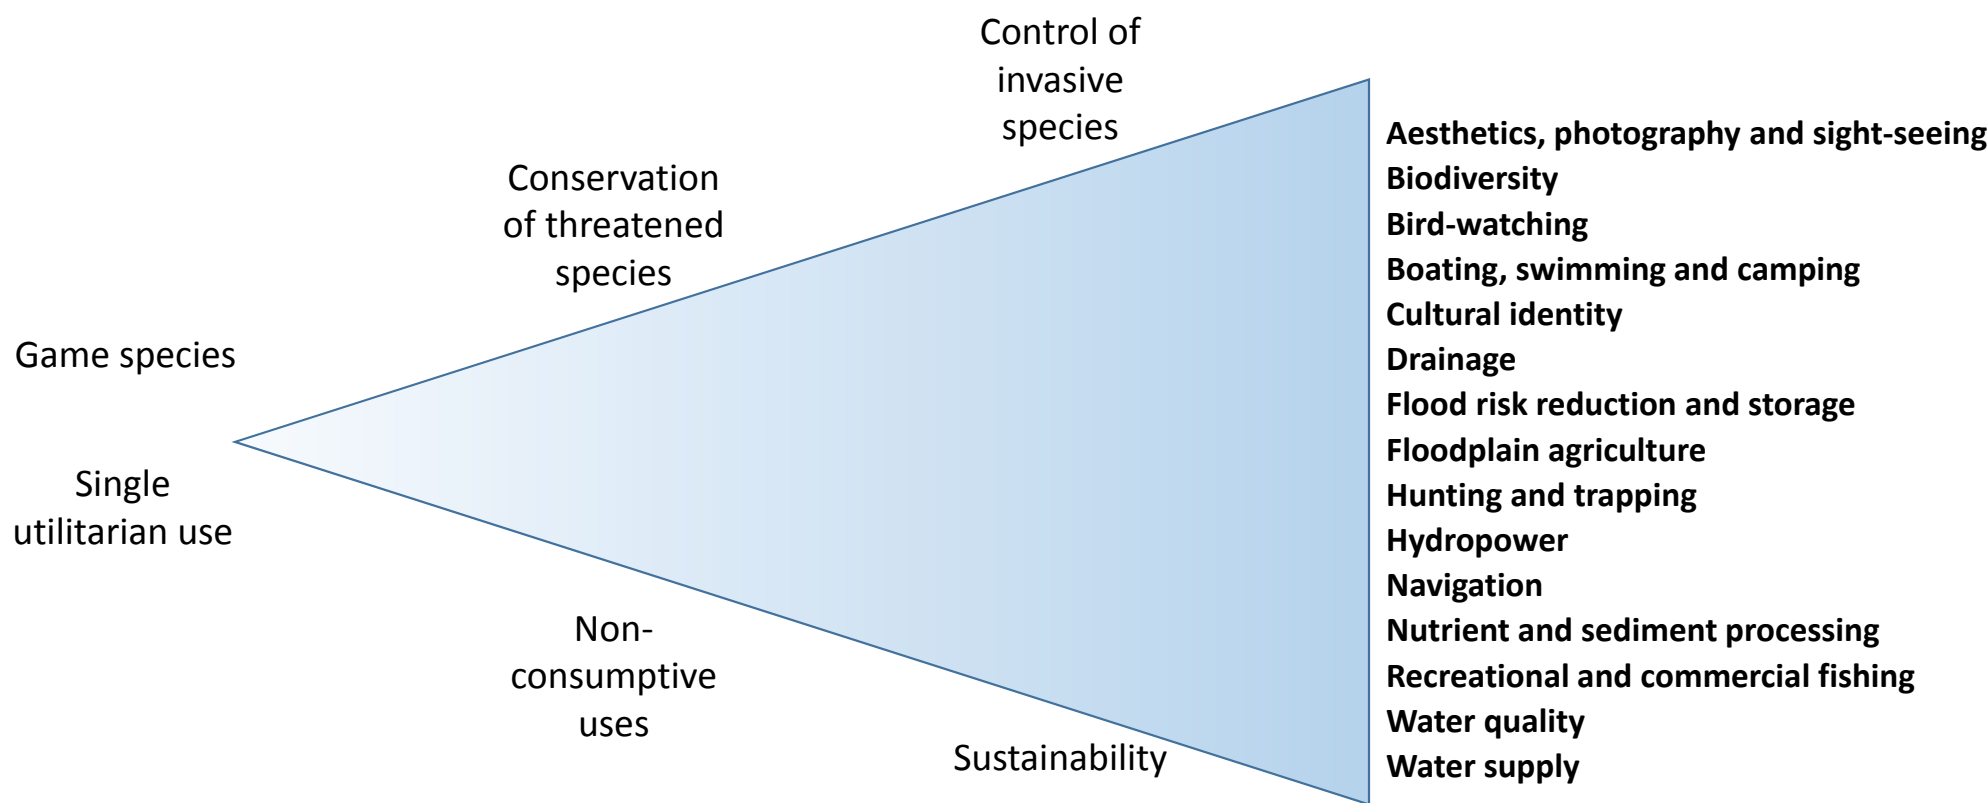 Control of
invasive
species
Conservation
of threatened
species
Game species
Single
utilitarian use
Non-
consumptive
uses
Sustainability
Aesthetics, photography and sight-seeing
Biodiversity
Bird-watching
Boating, swimming and camping
Cultural identity
Drainage
Flood risk reduction and storage
Floodplain agriculture
Hunting and trapping
Hydropower
Navigation
Nutrient and sediment processing
Recreational and commercial fishing
Water quality
Water supply